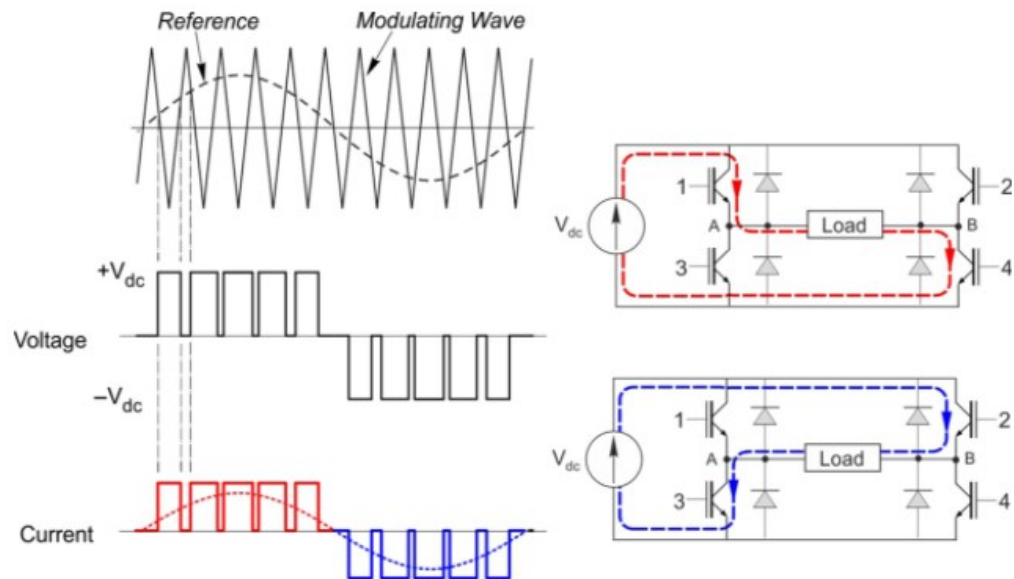 Reference
Modulating Wave
+Vdc
Voltage
−Vdc
Current
1
2
A
Load
B
Vdc
3
4
1
2
A
Load
B
Vdc
3
4